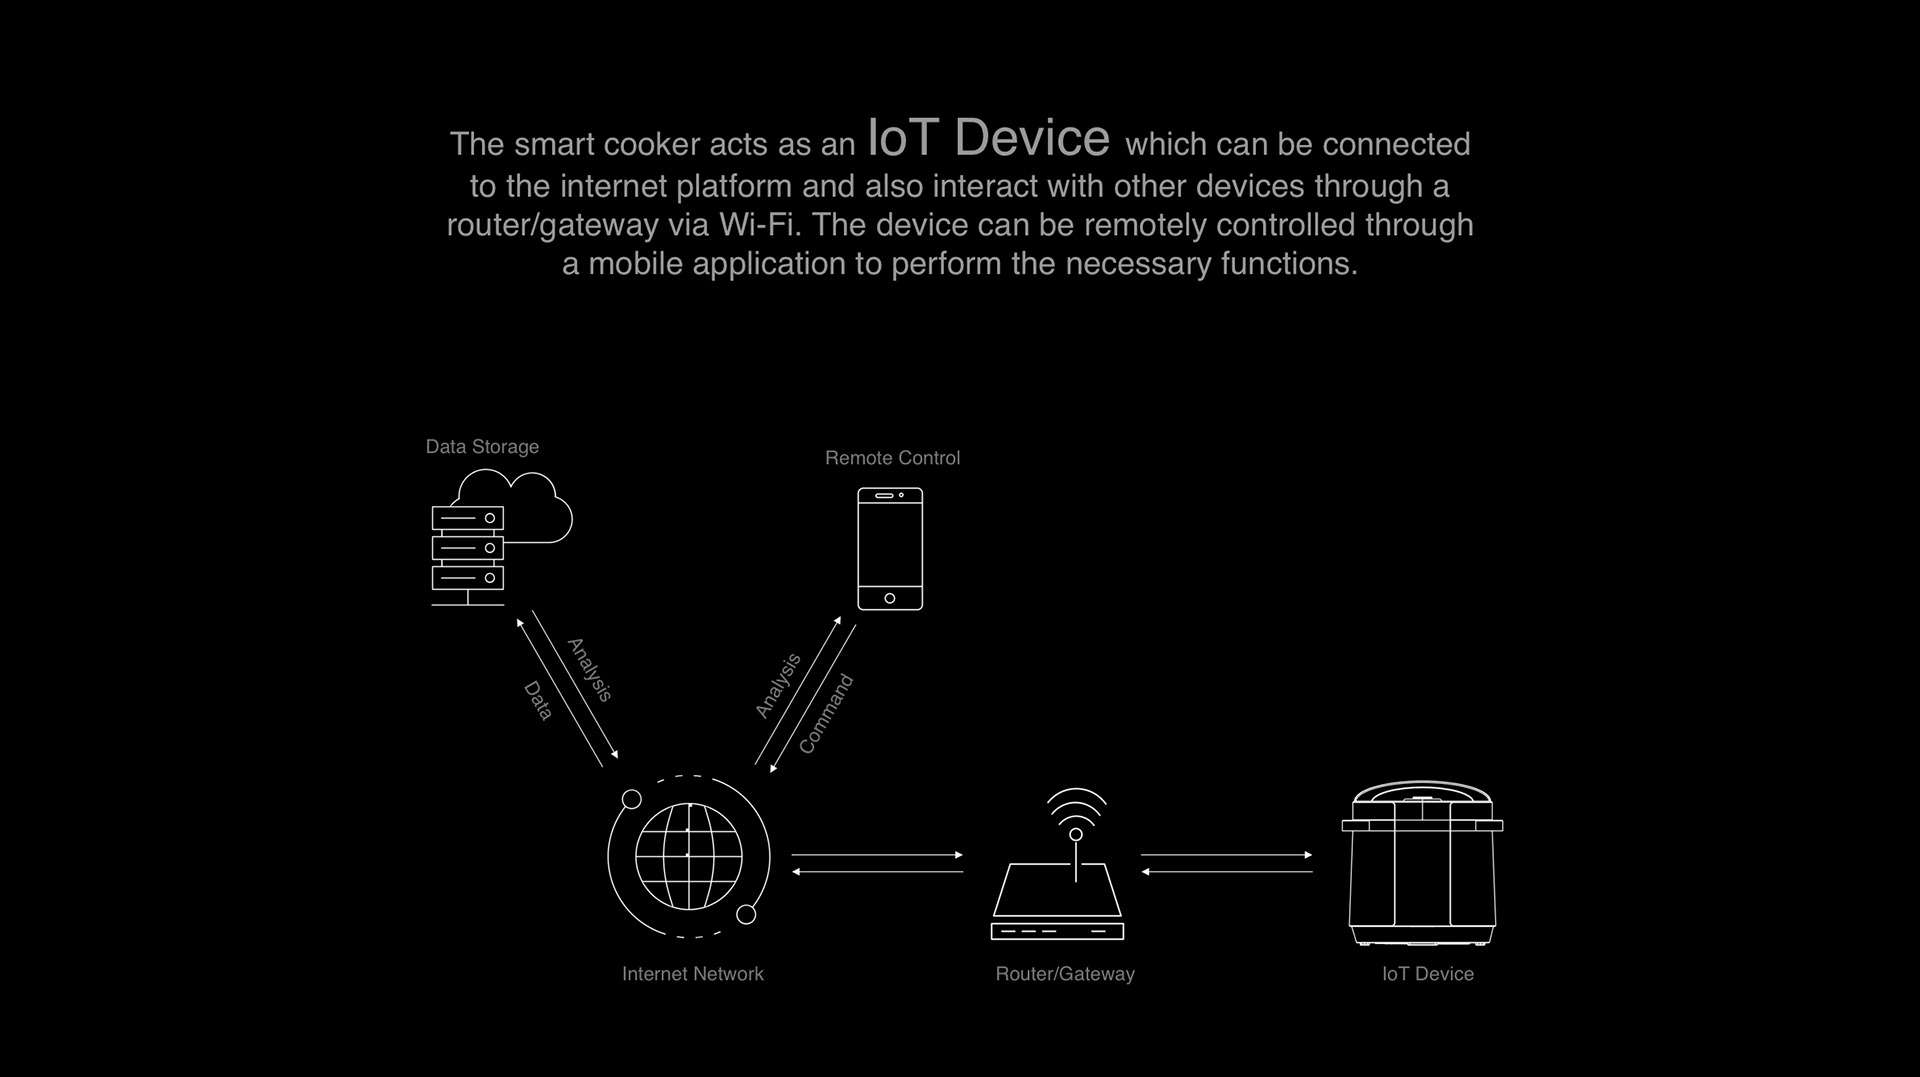 The smart cooker acts as an IoT Device which can be connected
to the internet platform and also interact with other devices through a
router/gateway via Wi-Fi. The device can be remotely controlled through
a mobile application to perform the necessary functions.
Data Storage
Remote Control
Analysis
Data
Analysis
Command
Internet Network
Router/Gateway
IoT Device